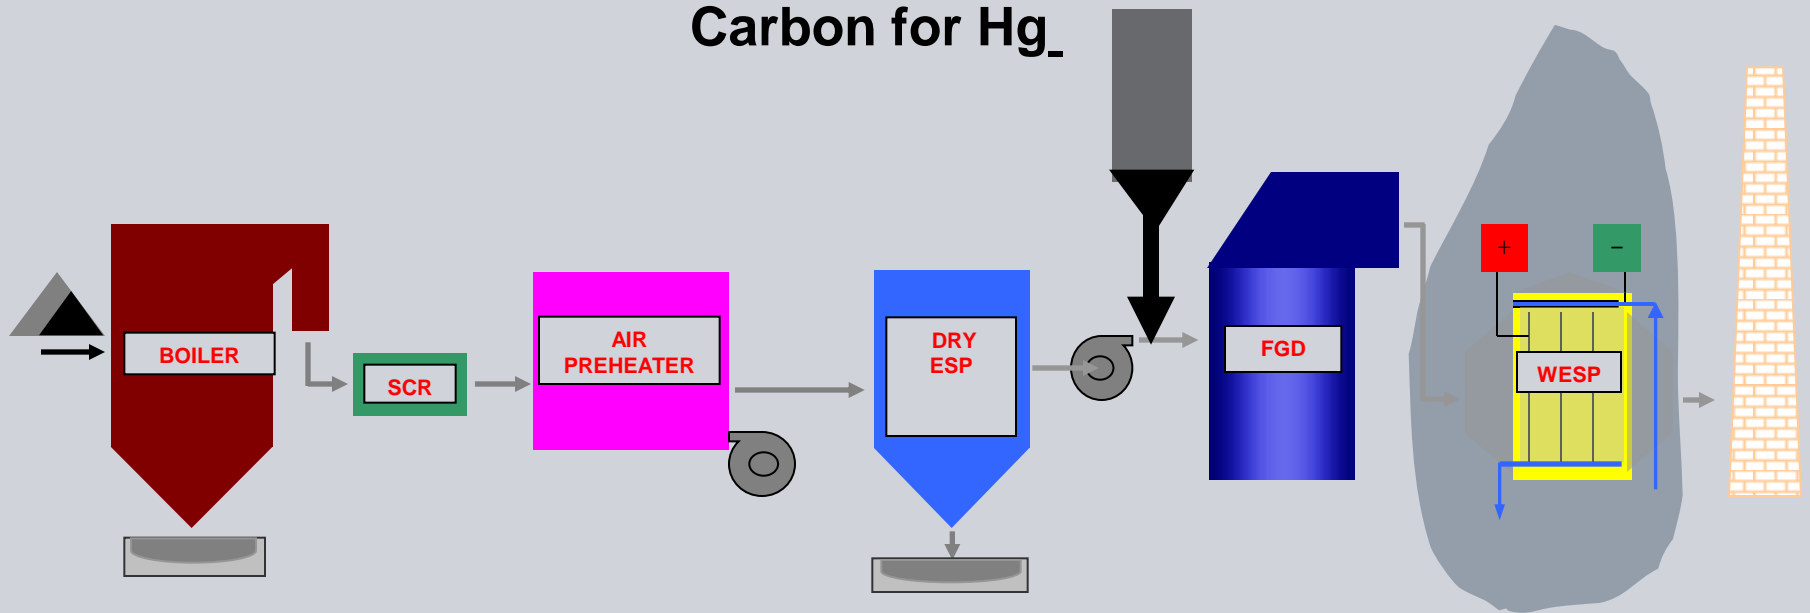 Carbon for Hg
+
−
BOILER
SCR
AIR
PREHEATER
DRY
ESP
FGD
WESP